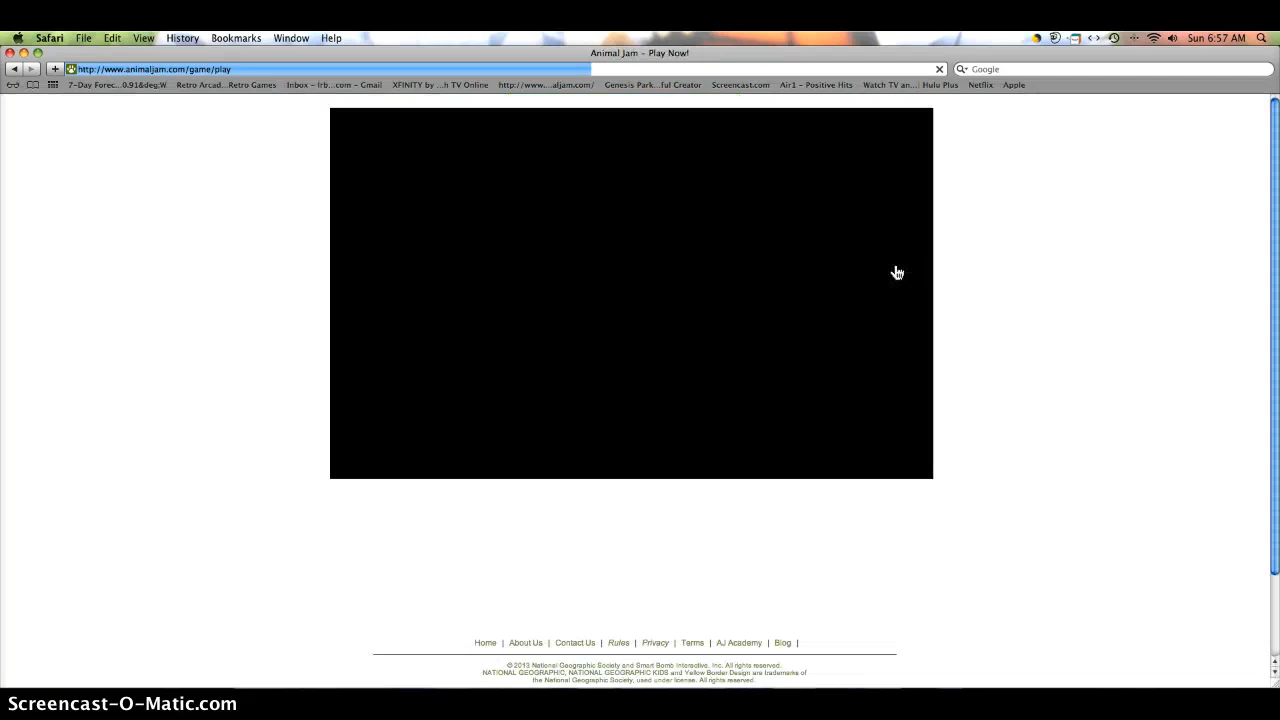 Safari File Edit View History Bookmarks Window Help Sun 6:57 AM
Animal Jam – Play Now!
http://www.animaljam.com/game/play Google
7-Day Forec...0.91&deg;W Retro Arcad...Retro Games Inbox – lrb...com – Gmail XFINITY by ...h TV Online http://www....aljam.com/ Genesis Park...ful Creator Screencast.com Air1 – Positive Hits Watch TV an...| Hulu Plus Netflix Apple
Home | About Us | Contact Us | Rules | Privacy | Terms | AJ Academy | Blog |
© 2013 National Geographic Society and Smart Bomb Interactive, Inc. All rights reserved.
NATIONAL GEOGRAPHIC, NATIONAL GEOGRAPHIC KIDS and Yellow Border Design are trademarks of
the National Geographic Society, used under license. All rights reserved.
Screencast-O-Matic.com